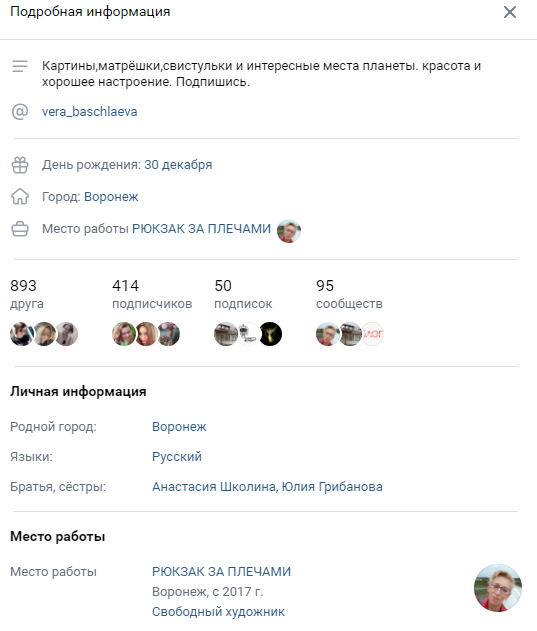 Подробная информация
Картины,матрёшки,свистульки и интересные места планеты. красота и
хорошее настроение. Подпишись.
vera_baschlaeva
День рождения: 30 декабря
Город: Воронеж
Место работы РЮКЗАК ЗА ПЛЕЧАМИ
893 414 50 95
друга подписчиков подписок сообществ
Личная информация
Родной город: Воронеж
Языки: Русский
Братья, сёстры: Анастасия Школина, Юлия Грибанова
Место работы
Место работы РЮКЗАК ЗА ПЛЕЧАМИ
Воронеж, с 2017 г.
Свободный художник